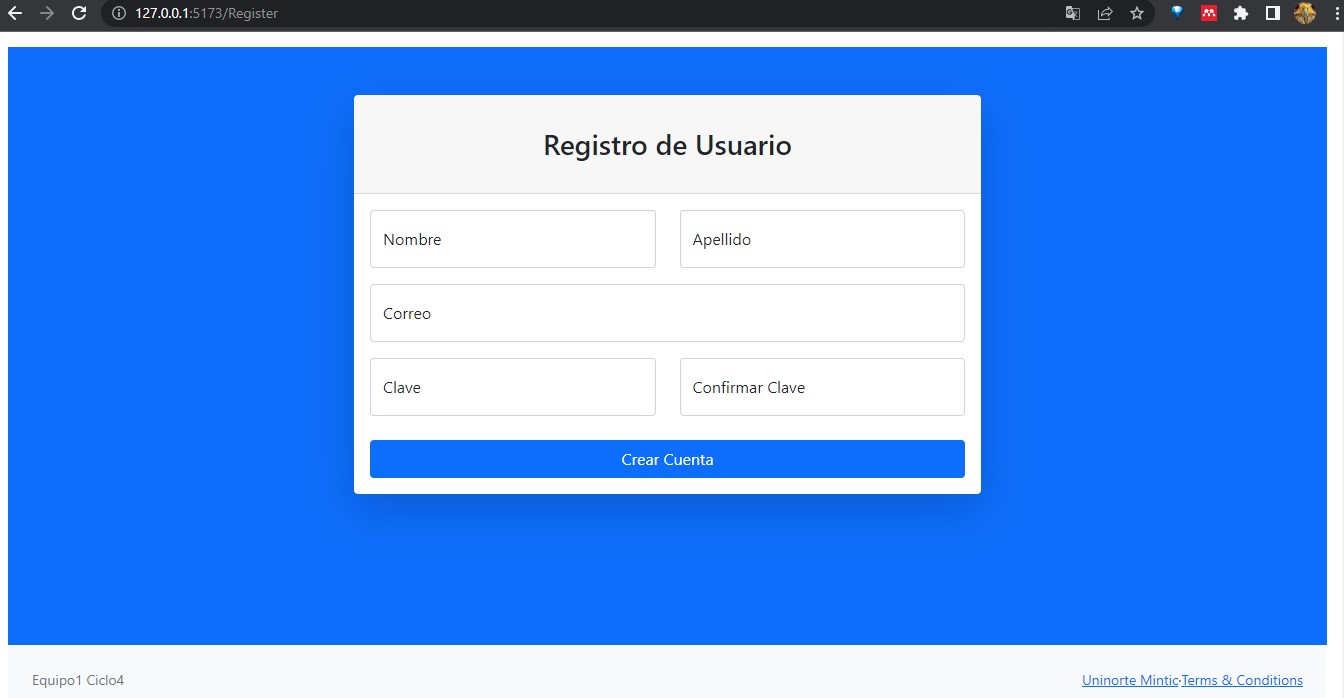 127.0.0.1:5173/Register
Registro de Usuario
Nombre Apellido
Correo
Clave Confirmar Clave
Crear Cuenta
Equipo1 Ciclo4 Uninorte Mintic·Terms & Conditions